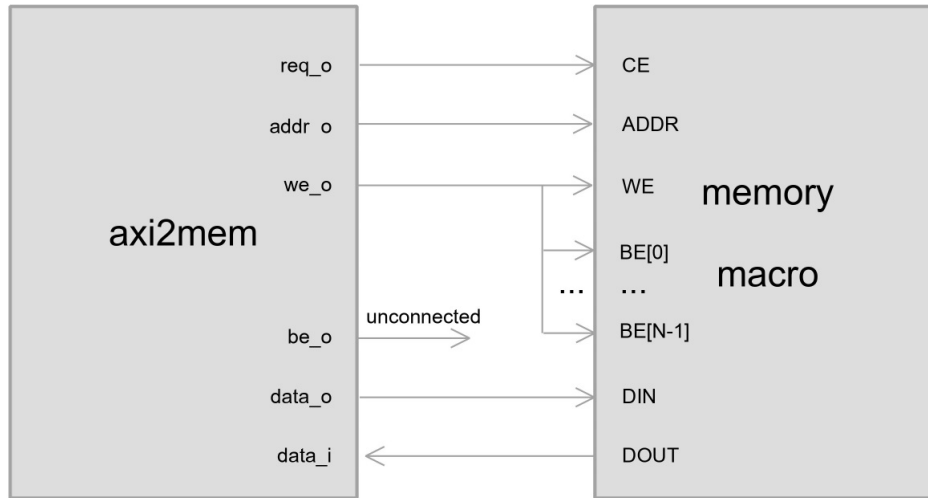 req_o
addr_o
we_o
axi2mem
be_o
data_o
data_i
unconnected
...
CE
ADDR
WE
BE[0]
...
BE[N-1]
DIN
DOUT
memory
macro